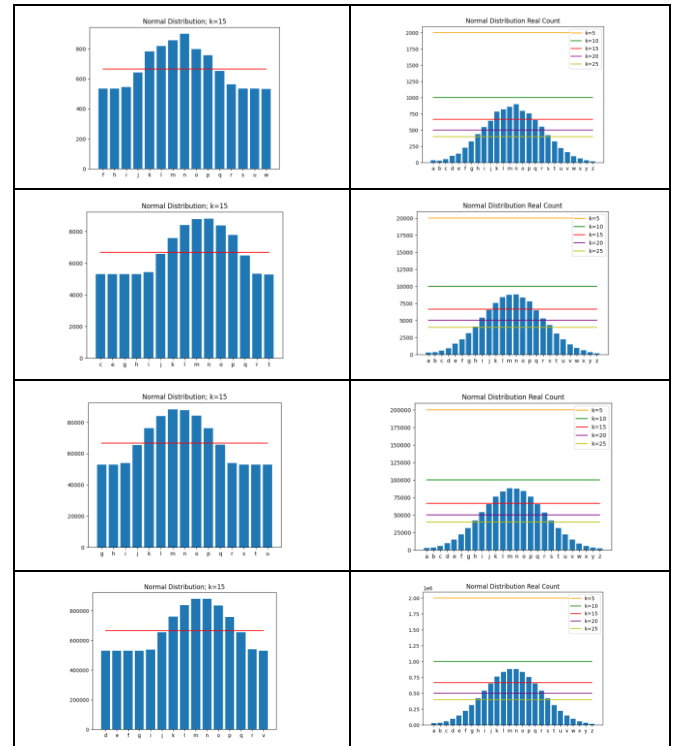 Normal Distribution; k=15
800
600
400
200
0
f h i j k l m n o p q r s u w
Normal Distribution Real Count
2000
1750
1500
1250
1000
750
500
250
0
k=5
k=10
k=15
k=20
k=25
a b c d e f g h i j k l m n o p q r s t u v w x y z
Normal Distribution; k=15
8000
6000
4000
2000
0
c e g h i j k l m n o p q r t
Normal Distribution Real Count
20000
17500
15000
12500
10000
7500
5000
2500
0
k=5
k=10
k=15
k=20
k=25
a b c d e f g h i j k l m n o p q r s t u v w x y z
Normal Distribution; k=15
80000
60000
40000
20000
0
g h i j k l m n o p q r s t u
Normal Distribution Real Count
200000
175000
150000
125000
100000
75000
50000
25000
0
k=5
k=10
k=15
k=20
k=25
a b c d e f g h i j k l m n o p q r s t u v w x y z
Normal Distribution; k=15
800000
600000
400000
200000
0
d e f g i j k l m n o p q r v
Normal Distribution Real Count
1e6
2.00
1.75
1.50
1.25
1.00
0.75
0.50
0.25
0.00
k=5
k=10
k=15
k=20
k=25
a b c d e f g h i j k l m n o p q r s t u v w x y z